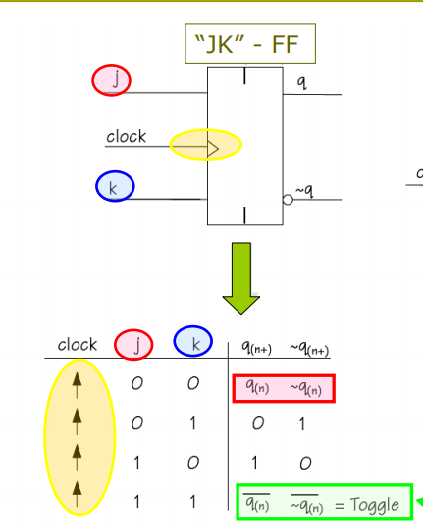 “JK” - FF
j
q
clock
k
~q
clock j k q(n+) ~q(n+)
0 0 q(n) ~q(n)
0 1 0 1
1 0 1 0
1 1 q(n) ~q(n) = Toggle